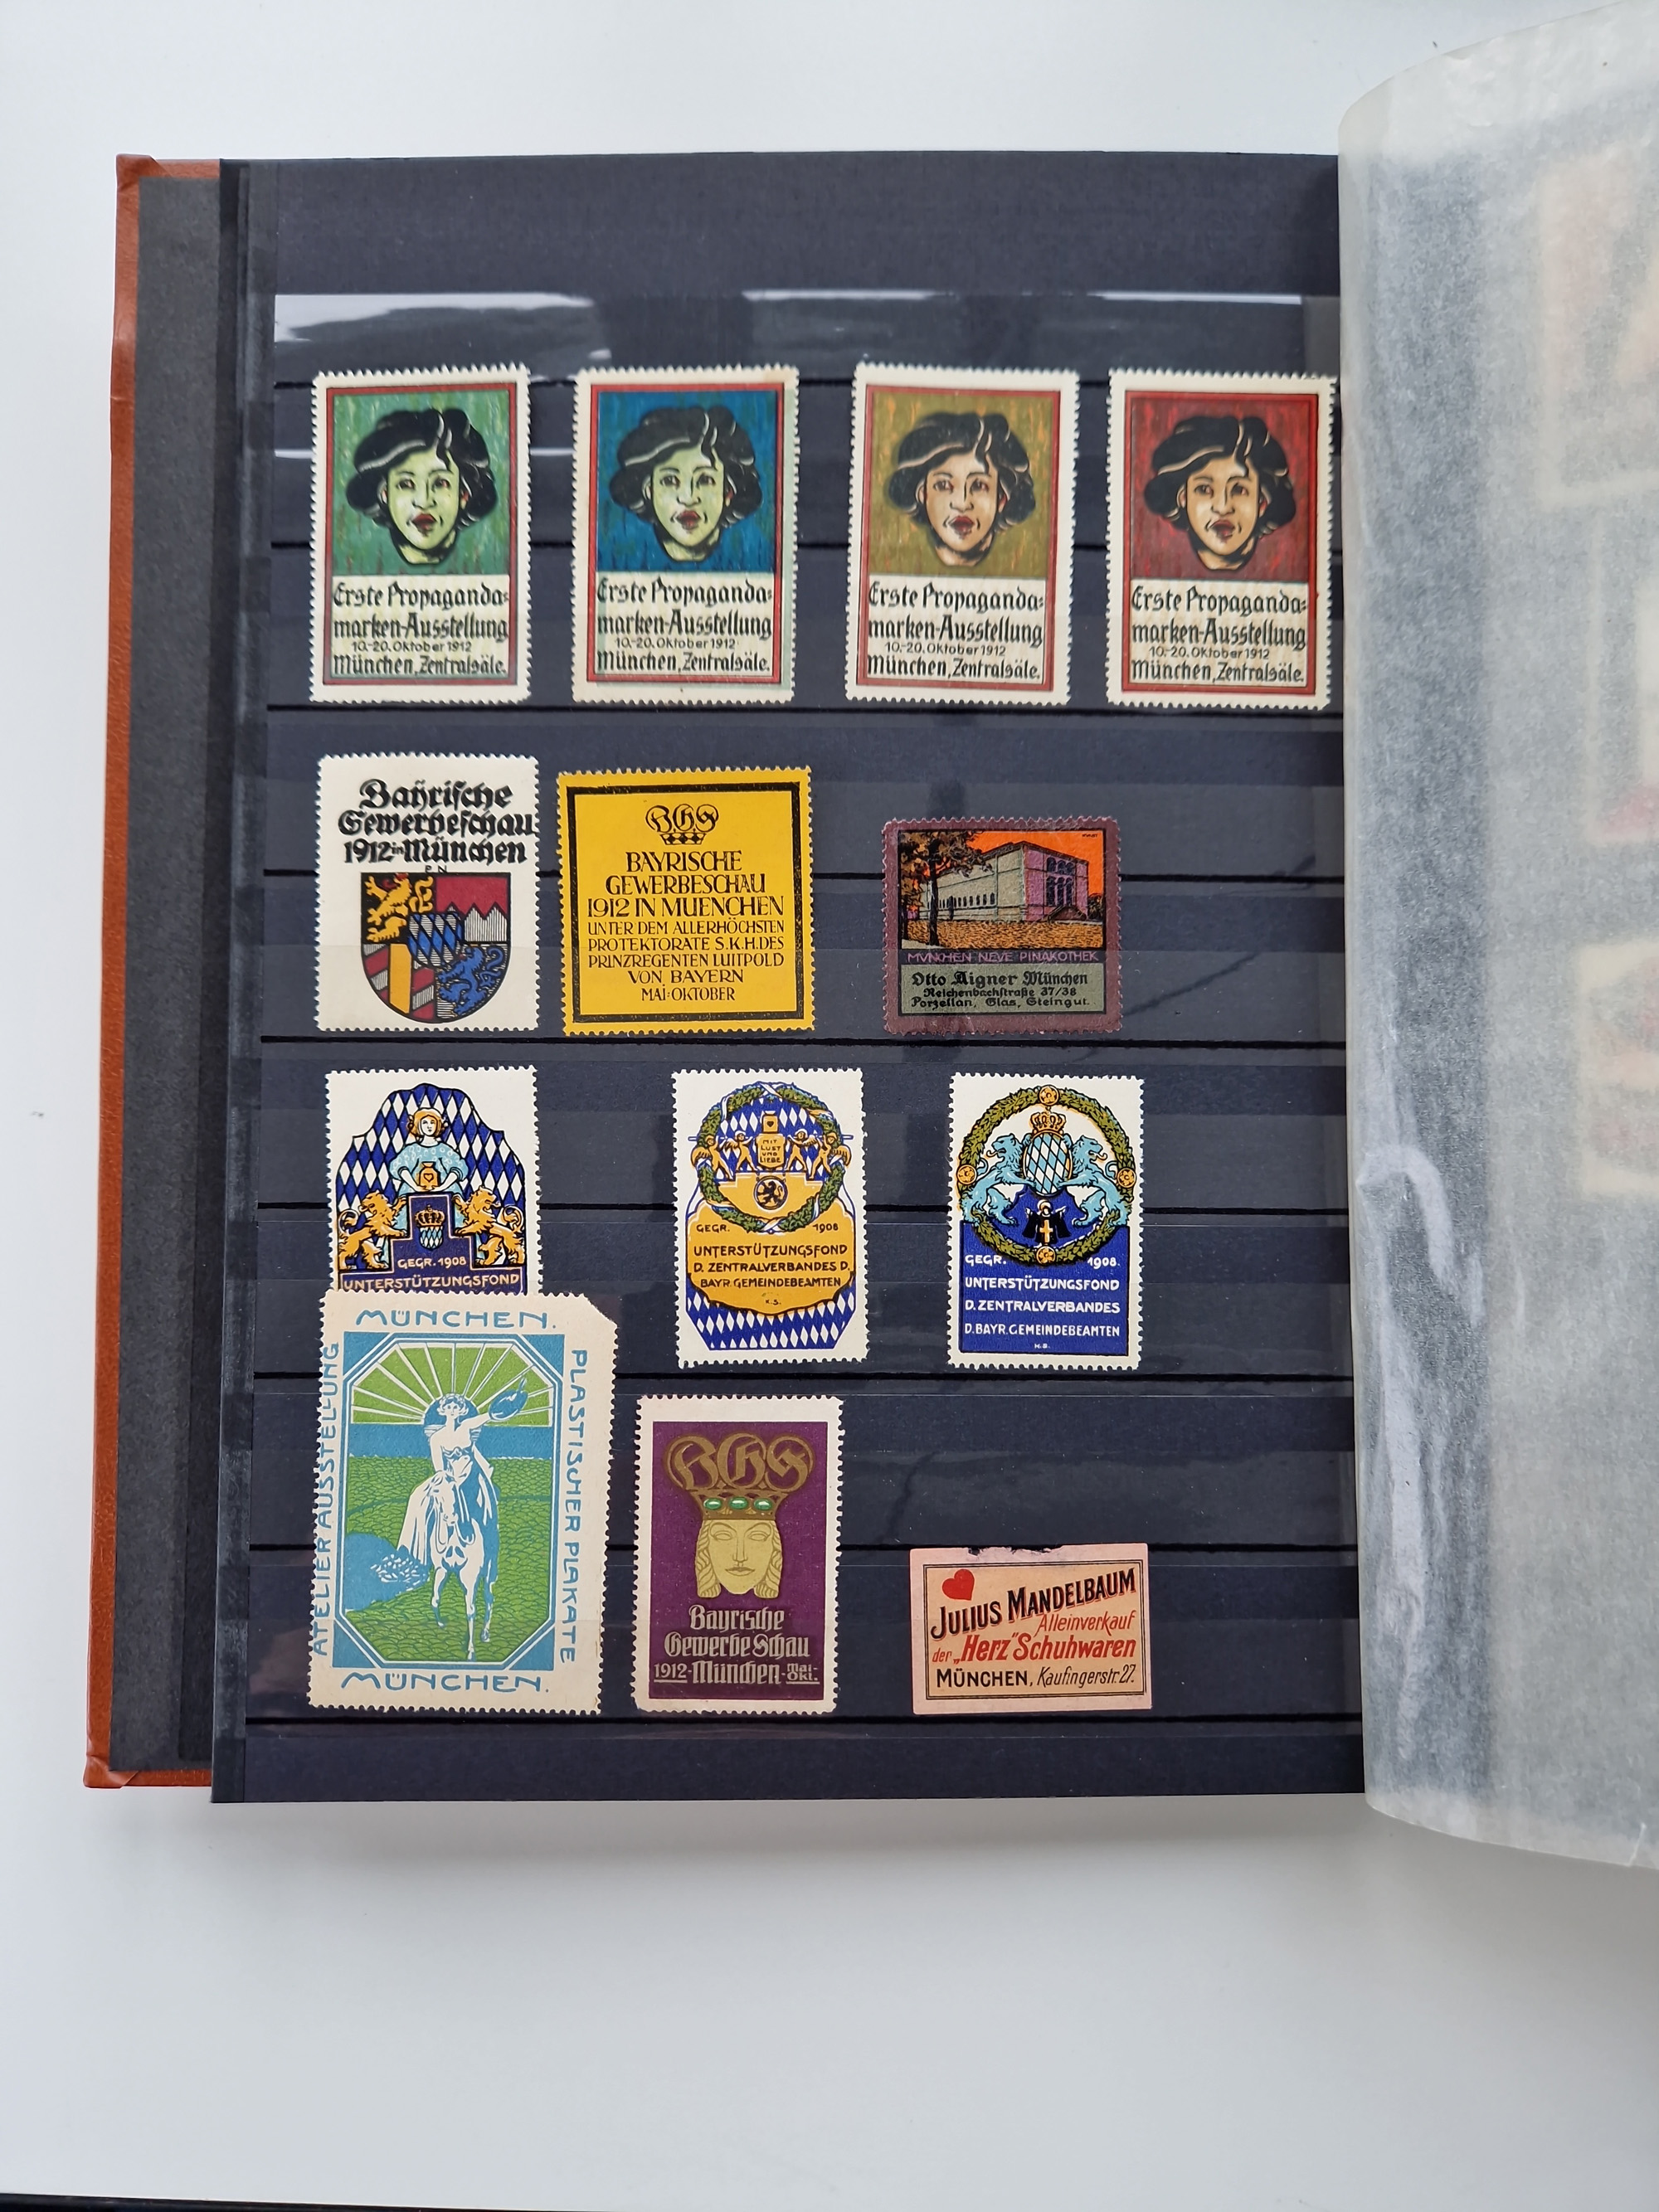 Erste Propaganda-
marken-Ausstellung
10.-20. Oktober 1912
München, Zentralsäle.
Erste Propaganda-
marken-Ausstellung
10.-20. Oktober 1912
München, Zentralsäle.
Erste Propaganda-
marken-Ausstellung
10.-20. Oktober 1912
München, Zentralsäle.
Erste Propaganda-
marken-Ausstellung
10.-20. Oktober 1912
München, Zentralsäle.
Bayrische
Gewerbeschau
1912 in München
PN
BGS
BAYRISCHE
GEWERBESCHAU
1912 IN MUENCHEN
UNTER DEM ALLERHÖCHSTEN
PROTEKTORATE S.K.H.DES
PRINZREGENTEN LUITPOLD
VON BAYERN
MAI-OKTOBER
MVNCHEN NEVE PINAKOTHEK
Otto Aigner München
Reichenbachstraße 37/38
Porzellan, Glas, Steingut.
GEGR. 1908
UNTERSTÜTZUNGSFOND
MIT
LUST
UND
LIEBE
GEGR. 1908
UNTERSTÜTZUNGSFOND
D. ZENTRALVERBANDES D.
BAYR. GEMEINDEBEAMTEN
K.S.
GEGR. 1908.
UNTERSTÜTZUNGSFOND
D. ZENTRALVERBANDES
D. BAYR. GEMEINDEBEAMTEN
MÜNCHEN.
ATELIER AUSSTELLUNG
PLASTISCHER PLAKATE
MÜNCHEN.
BGS
Bayrische
Gewerbe Schau
1912-München-Mai-Okt.
JULIUS MANDELBAUM
Alleinverkauf
der „Herz" Schuhwaren
MÜNCHEN, Kaufingerstr. 27.